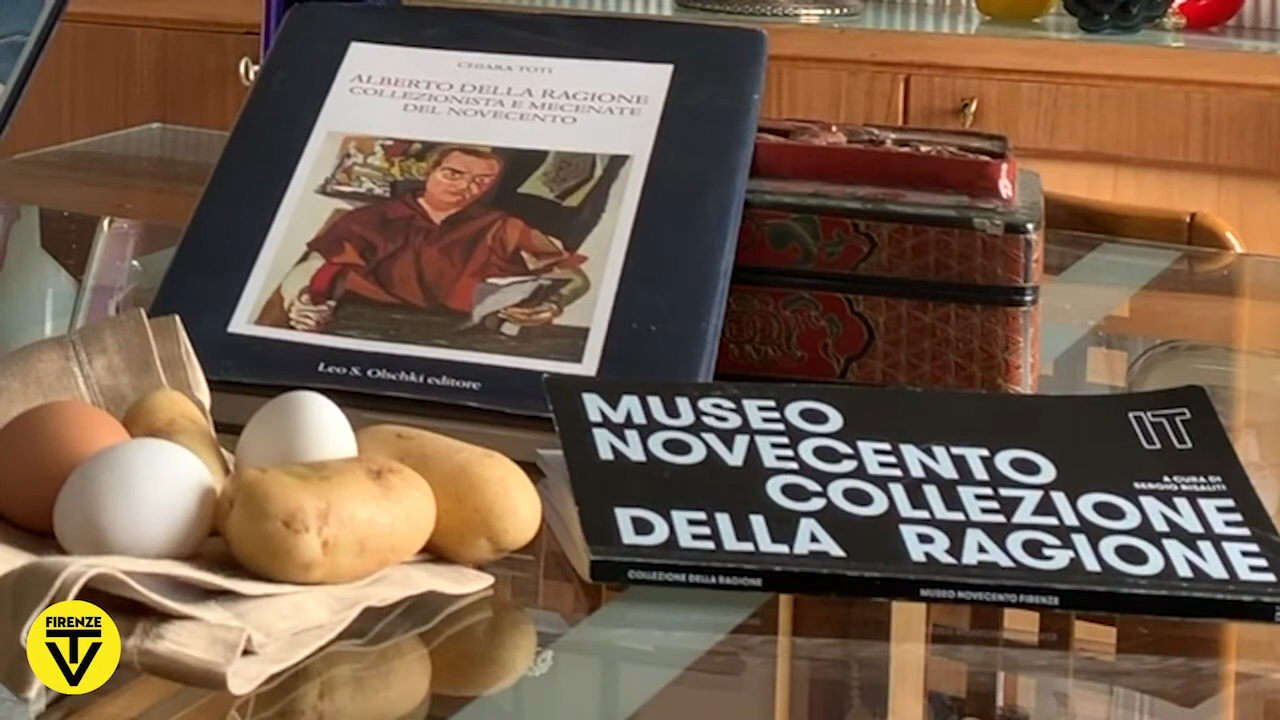 CHIARA TOTI
ALBERTO DELLA RAGIONE
COLLEZIONISTA E MECENATE
DEL NOVECENTO
Leo S. Olschki editore
MUSEO
NOVECENTO
COLLEZIONE
DELLA RAGIONE
IT
A CURA DI
SERGIO RISALITI
COLLEZIONE DELLA RAGIONE
MUSEO NOVECENTO FIRENZE
FIRENZE
TV